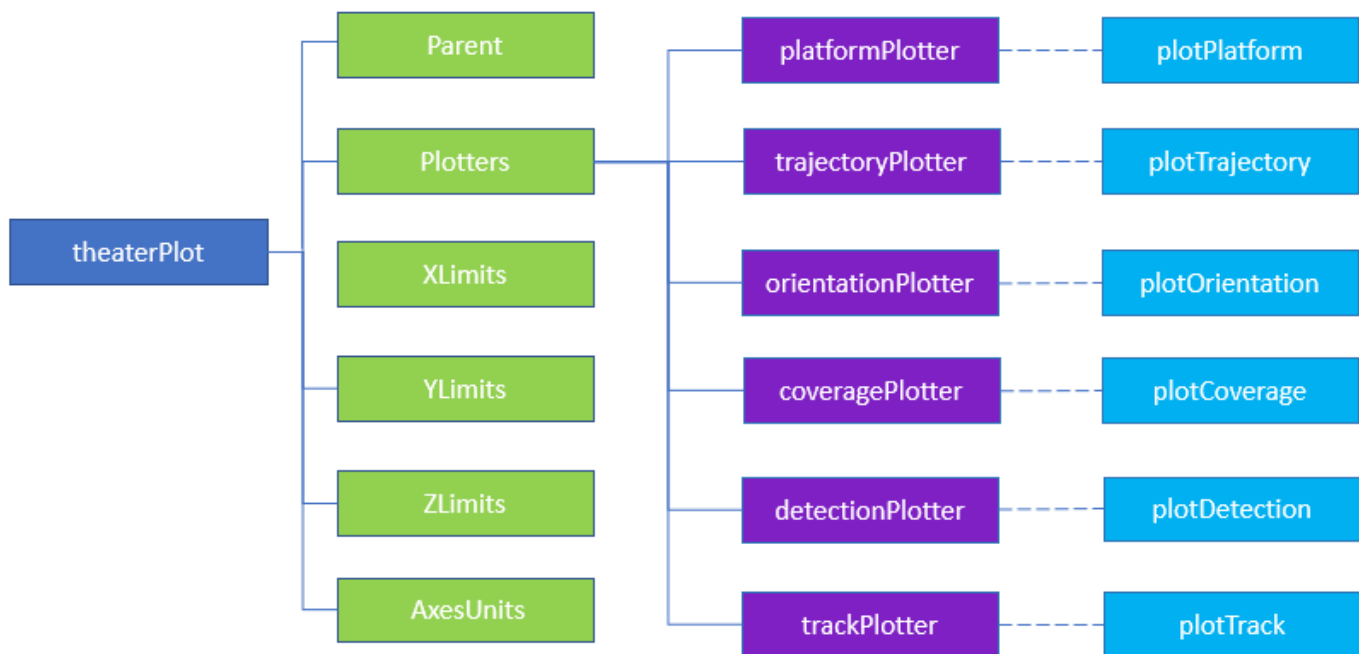 theaterPlot
Parent
Plotters
XLimits
YLimits
ZLimits
AxesUnits
platformPlotter
trajectoryPlotter
orientationPlotter
coveragePlotter
detectionPlotter
trackPlotter
plotPlatform
plotTrajectory
plotOrientation
plotCoverage
plotDetection
plotTrack